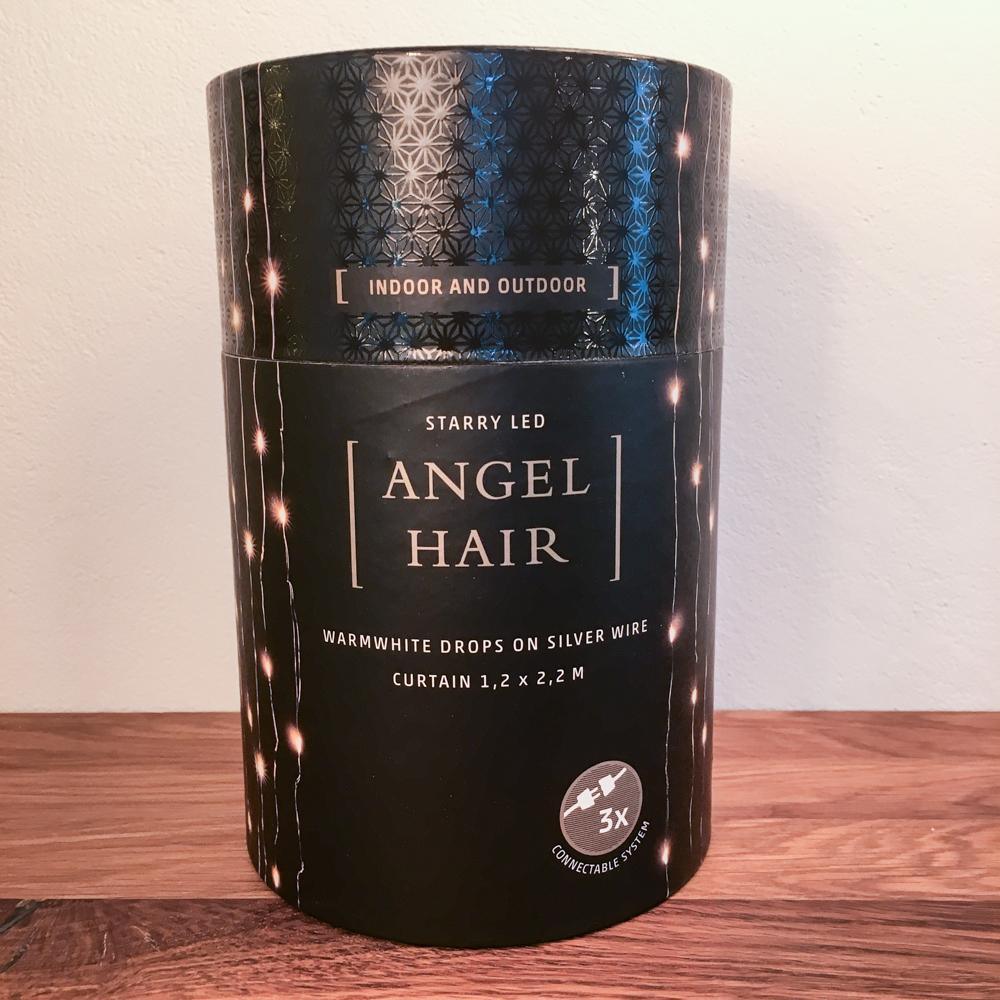 [ INDOOR AND OUTDOOR ]
STARRY LED
[ ANGEL
HAIR ]
WARMWHITE DROPS ON SILVER WIRE
CURTAIN 1,2 x 2,2 M
3x
CONNECTABLE SYSTEM